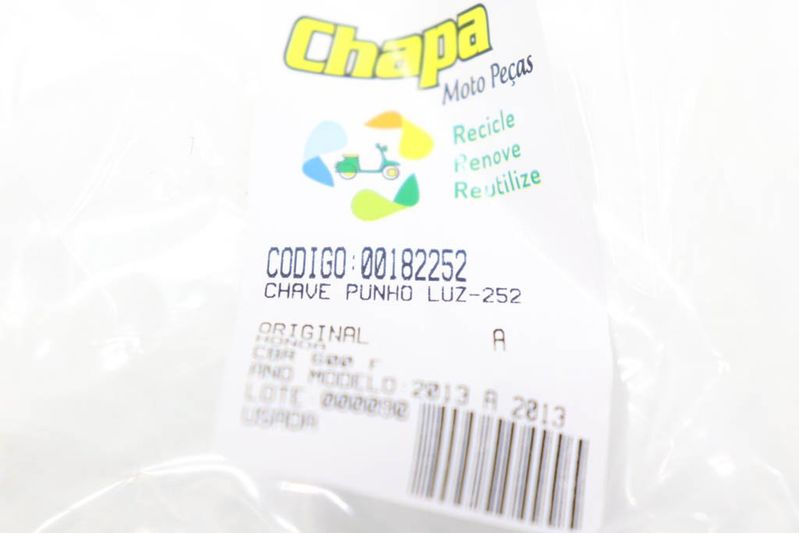 Chapa
Moto Peças
Recicle
Renove
Reutilize
CODIGO:00182252
CHAVE PUNHO LUZ-252
ORIGINAL A
HONDA
CBR 600 F
ANO MODELO:2013 A 2013
LOTE 0000090
USADA